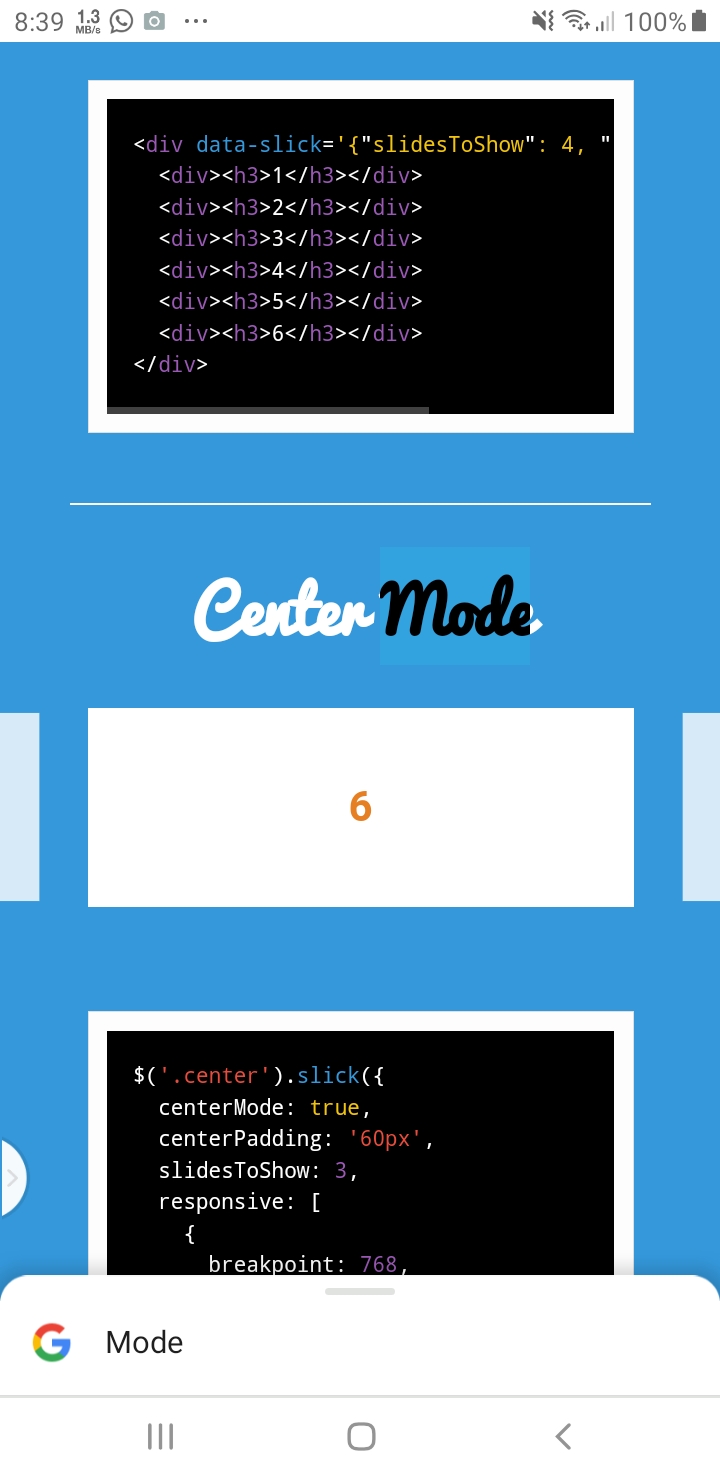 8:39 1.3 MB/s 100%
<div data-slick='{"slidesToShow": 4, "
<div><h3>1</h3></div>
<div><h3>2</h3></div>
<div><h3>3</h3></div>
<div><h3>4</h3></div>
<div><h3>5</h3></div>
<div><h3>6</h3></div>
</div>
Center Mode
6
$('.center').slick({
centerMode: true,
centerPadding: '60px',
slidesToShow: 3,
responsive: [
{
breakpoint: 768,
Mode